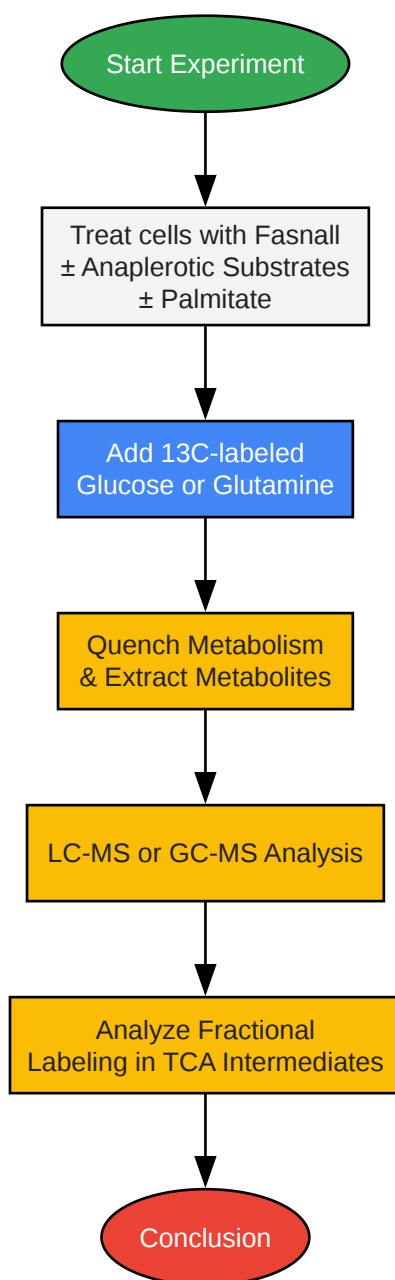 Start Experiment
Treat cells with Fasnall
± Anaplerotic Substrates
± Palmitate
Add 13C-labeled
Glucose or Glutamine
Quench Metabolism
& Extract Metabolites
LC-MS or GC-MS Analysis
Analyze Fractional
Labeling in TCA Intermediates
Conclusion